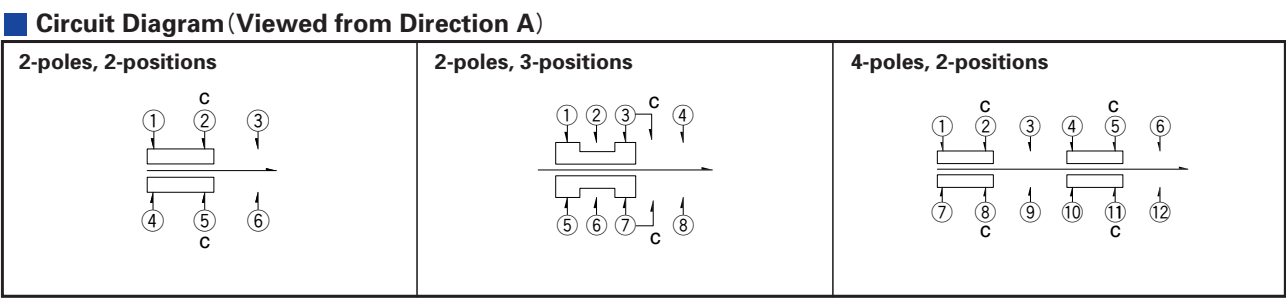 Circuit Diagram（Viewed from Direction A）
2-poles, 2-positions
C
① ② ③
④ ⑤ ⑥
C
2-poles, 3-positions
① ② ③ C ④
⑤ ⑥ ⑦ C ⑧
4-poles, 2-positions
C C
① ② ③ ④ ⑤ ⑥
⑦ ⑧ ⑨ ⑩ ⑪ ⑫
C C